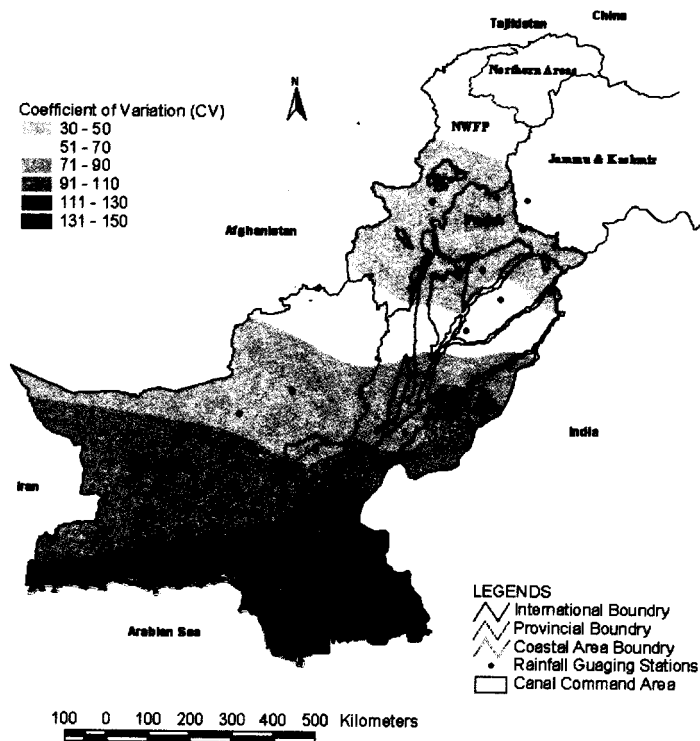 China
Tajikistan
Northern Areas
N
Coefficient of Variation (CV)
30 - 50
51 - 70
71 - 90
91 - 110
111 - 130
131 - 150
NWFP
Jammu & Kashmir
Afghanistan
India
Iran
Arabian Sea
LEGENDS
International Boundry
Provincial Boundry
Coastal Area Boundry
Rainfall Guaging Stations
Canal Command Area
100 0 100 200 300 400 500 Kilometers